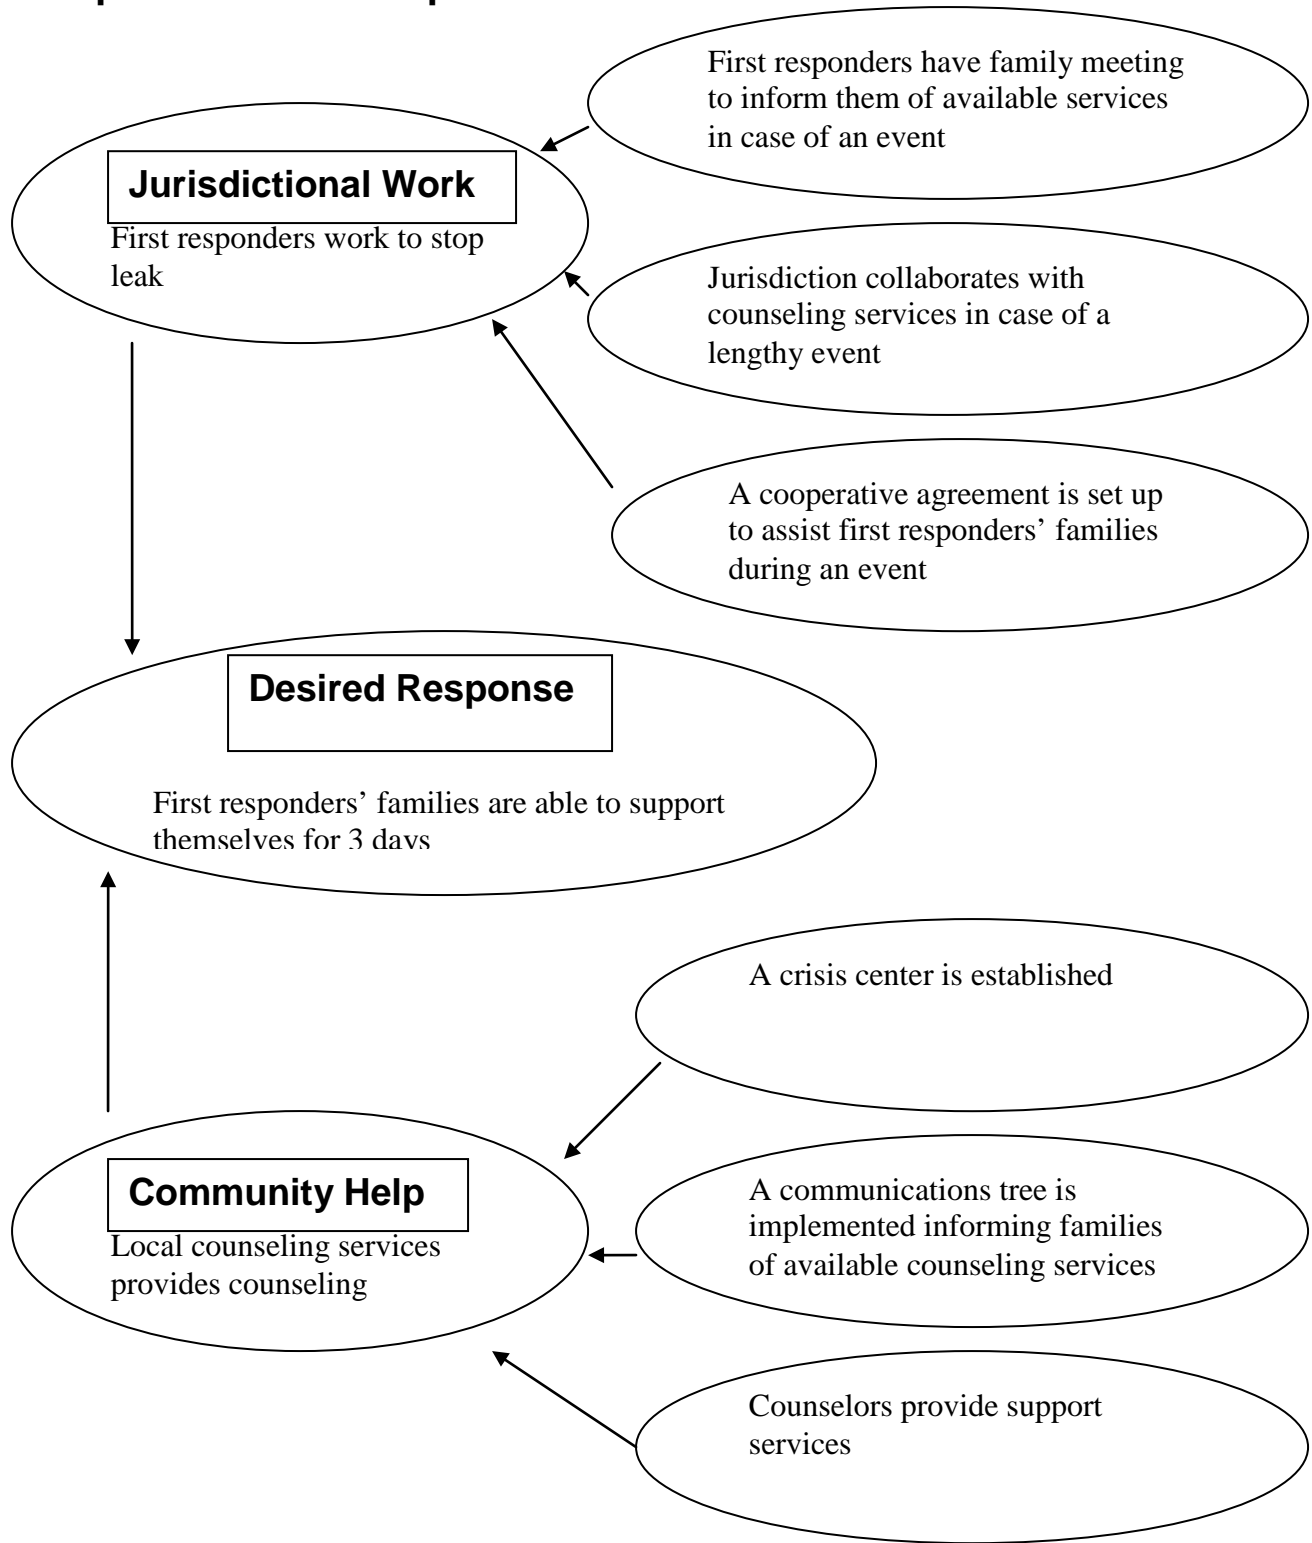 First responders have family meeting
to inform them of available services
in case of an event
Jurisdictional Work
First responders work to stop
leak
Jurisdiction collaborates with
counseling services in case of a
lengthy event
A cooperative agreement is set up
to assist first responders’ families
during an event
Desired Response
First responders’ families are able to support
themselves for 3 days
A crisis center is established
Community Help
Local counseling services
provides counseling
A communications tree is
implemented informing families
of available counseling services
Counselors provide support
services